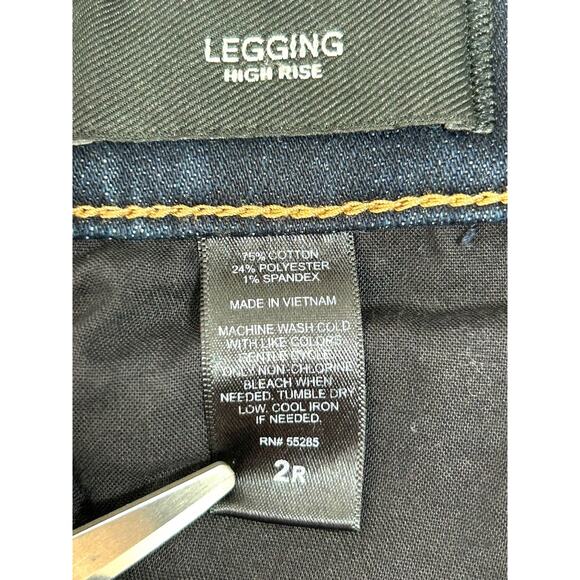 LEGGING
HIGH RISE
75% COTTON
24% POLYESTER
1% SPANDEX
MADE IN VIETNAM
MACHINE WASH COLD
WITH LIKE COLORS
GENTLE CYCLE
ONLY NON-CHLORINE
BLEACH WHEN
NEEDED, TUMBLE DRY
LOW, COOL IRON
IF NEEDED.
RN# 55285
2R